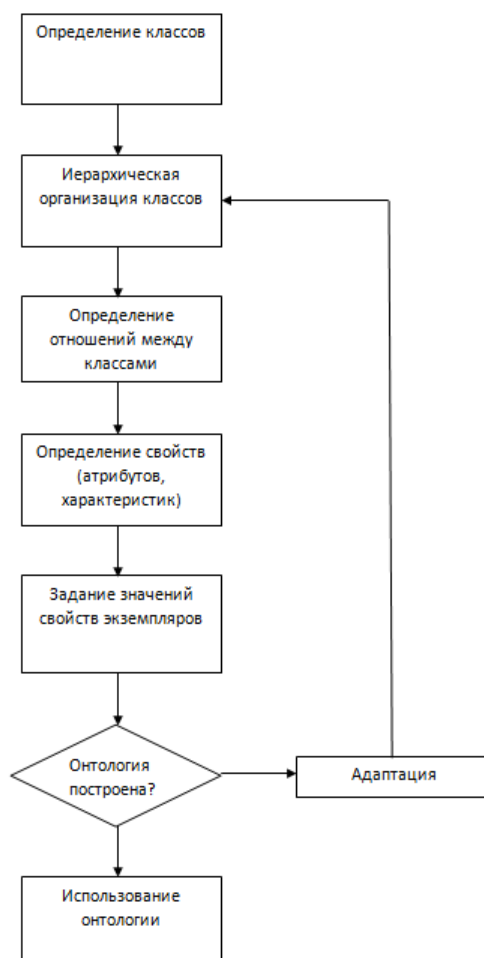 Определение классов
Иерархическая
организация классов
Определение
отношений между
классами
Определение свойств
(атрибутов,
характеристик)
Задание значений
свойств экземпляров
Онтология
построена?
Адаптация
Использование
онтологии